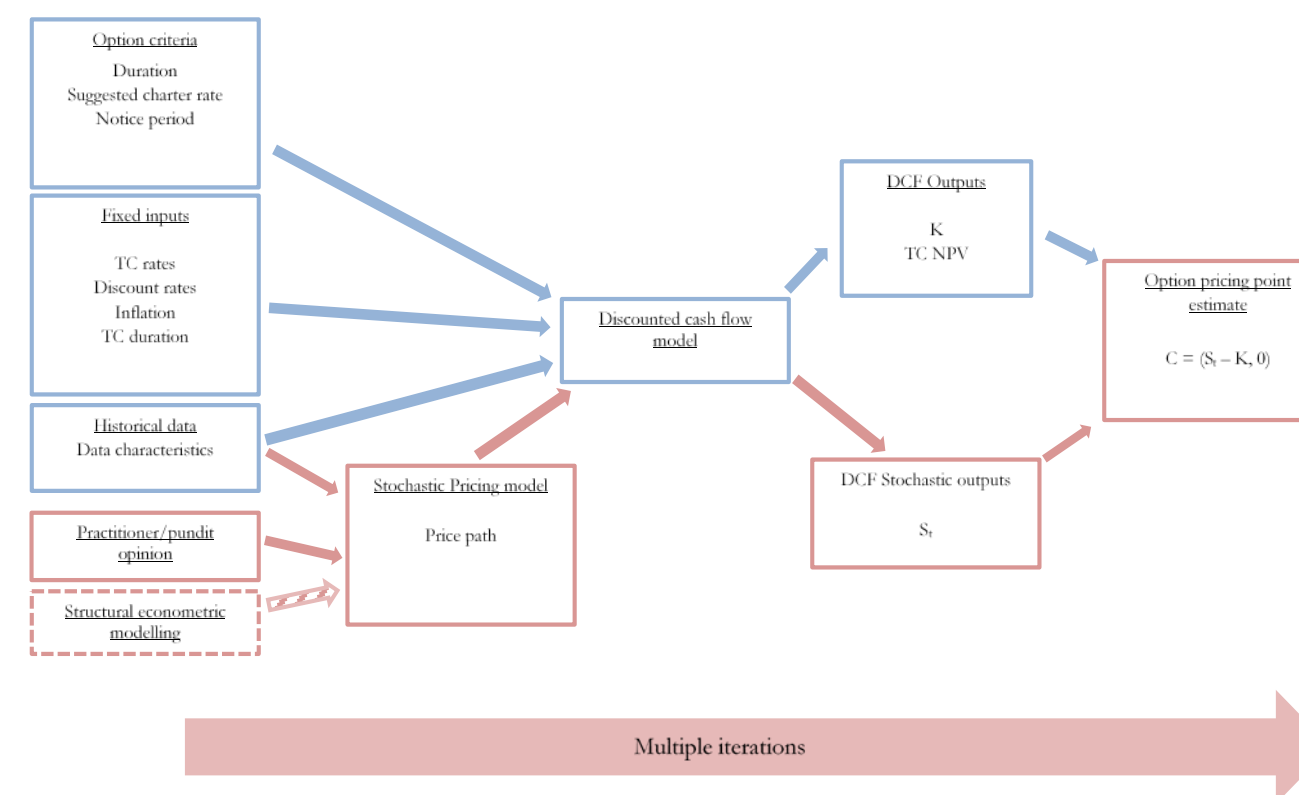 Option criteria
Duration
Suggested charter rate
Notice period
Fixed inputs
TC rates
Discount rates
Inflation
TC duration
Historical data
Data characteristics
Practitioner/pundit
opinion
Structural econometric
modelling
Stochastic Pricing model
Price path
Discounted cash flow
model
DCF Outputs
K
TC NPV
DCF Stochastic outputs
Sₜ
Option pricing point
estimate
C = (Sₜ – K, 0)
Multiple iterations